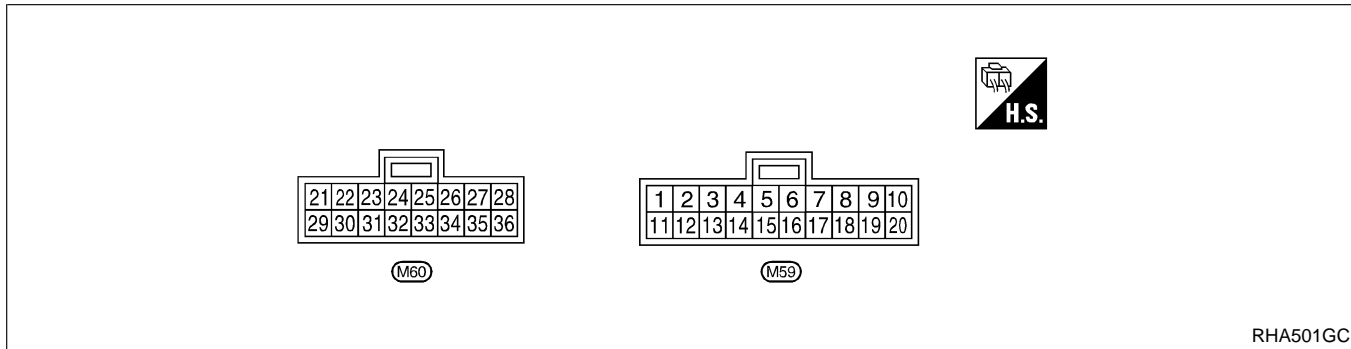 H.S.
21 22 23 24 25 26 27 28
29 30 31 32 33 34 35 36
M60
1 2 3 4 5 6 7 8 9 10
11 12 13 14 15 16 17 18 19 20
M59
RHA501GC